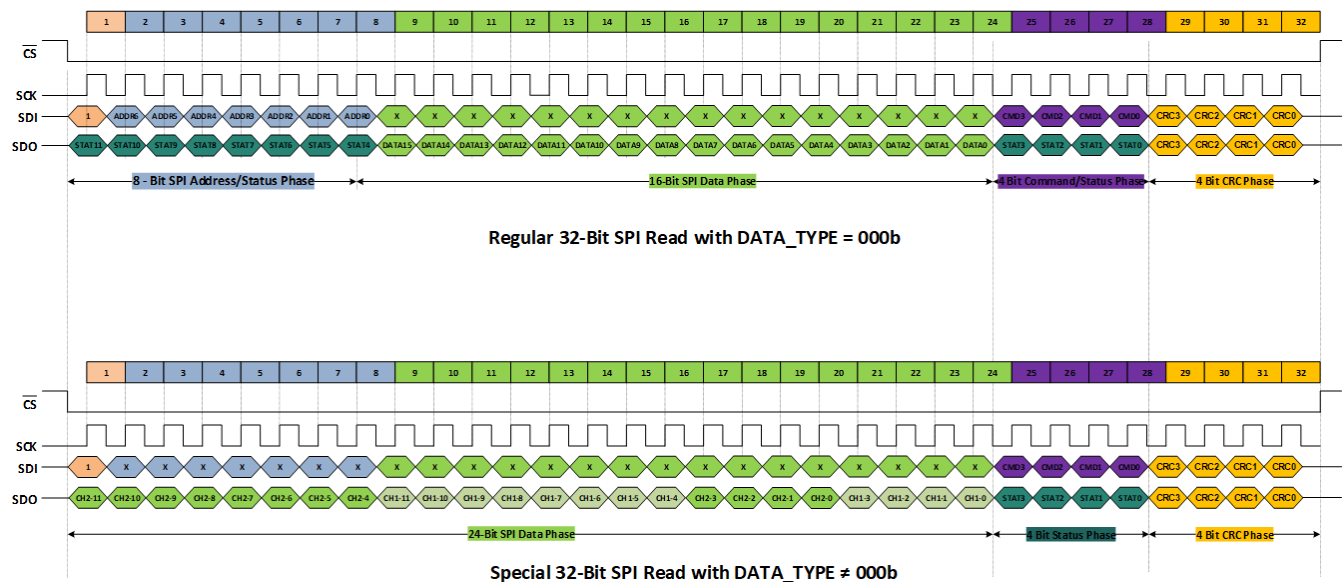 1 2 3 4 5 6 7 8 9 10 11 12 13 14 15 16 17 18 19 20 21 22 23 24 25 26 27 28 29 30 31 32
CS
SCK
SDI 1 ADDR6 ADDR5 ADDR4 ADDR3 ADDR2 ADDR1 ADDR0 X X X X X X X X X X X X X X X X CMD3 CMD2 CMD1 CMD0 CRC3 CRC2 CRC1 CRC0
SDO STAT11 STAT10 STAT9 STAT8 STAT7 STAT6 STAT5 STAT4 DATA15 DATA14 DATA13 DATA12 DATA11 DATA10 DATA9 DATA8 DATA7 DATA6 DATA5 DATA4 DATA3 DATA2 DATA1 DATA0 STAT3 STAT2 STAT1 STAT0 CRC3 CRC2 CRC1 CRC0
8 - Bit SPI Address/Status Phase 16-Bit SPI Data Phase 4 Bit Command/Status Phase 4 Bit CRC Phase
Regular 32-Bit SPI Read with DATA_TYPE = 000b
1 2 3 4 5 6 7 8 9 10 11 12 13 14 15 16 17 18 19 20 21 22 23 24 25 26 27 28 29 30 31 32
CS
SCK
SDI 1 X X X X X X X X X X X X X X X X X X X X X X X CMD3 CMD2 CMD1 CMD0 CRC3 CRC2 CRC1 CRC0
SDO CH2-11 CH2-10 CH2-9 CH2-8 CH2-7 CH2-6 CH2-5 CH2-4 CH1-11 CH1-10 CH1-9 CH1-8 CH1-7 CH1-6 CH1-5 CH1-4 CH2-3 CH2-2 CH2-1 CH2-0 CH1-3 CH1-2 CH1-1 CH1-0 STAT3 STAT2 STAT1 STAT0 CRC3 CRC2 CRC1 CRC0
24-Bit SPI Data Phase 4 Bit Status Phase 4 Bit CRC Phase
Special 32-Bit SPI Read with DATA_TYPE ≠ 000b